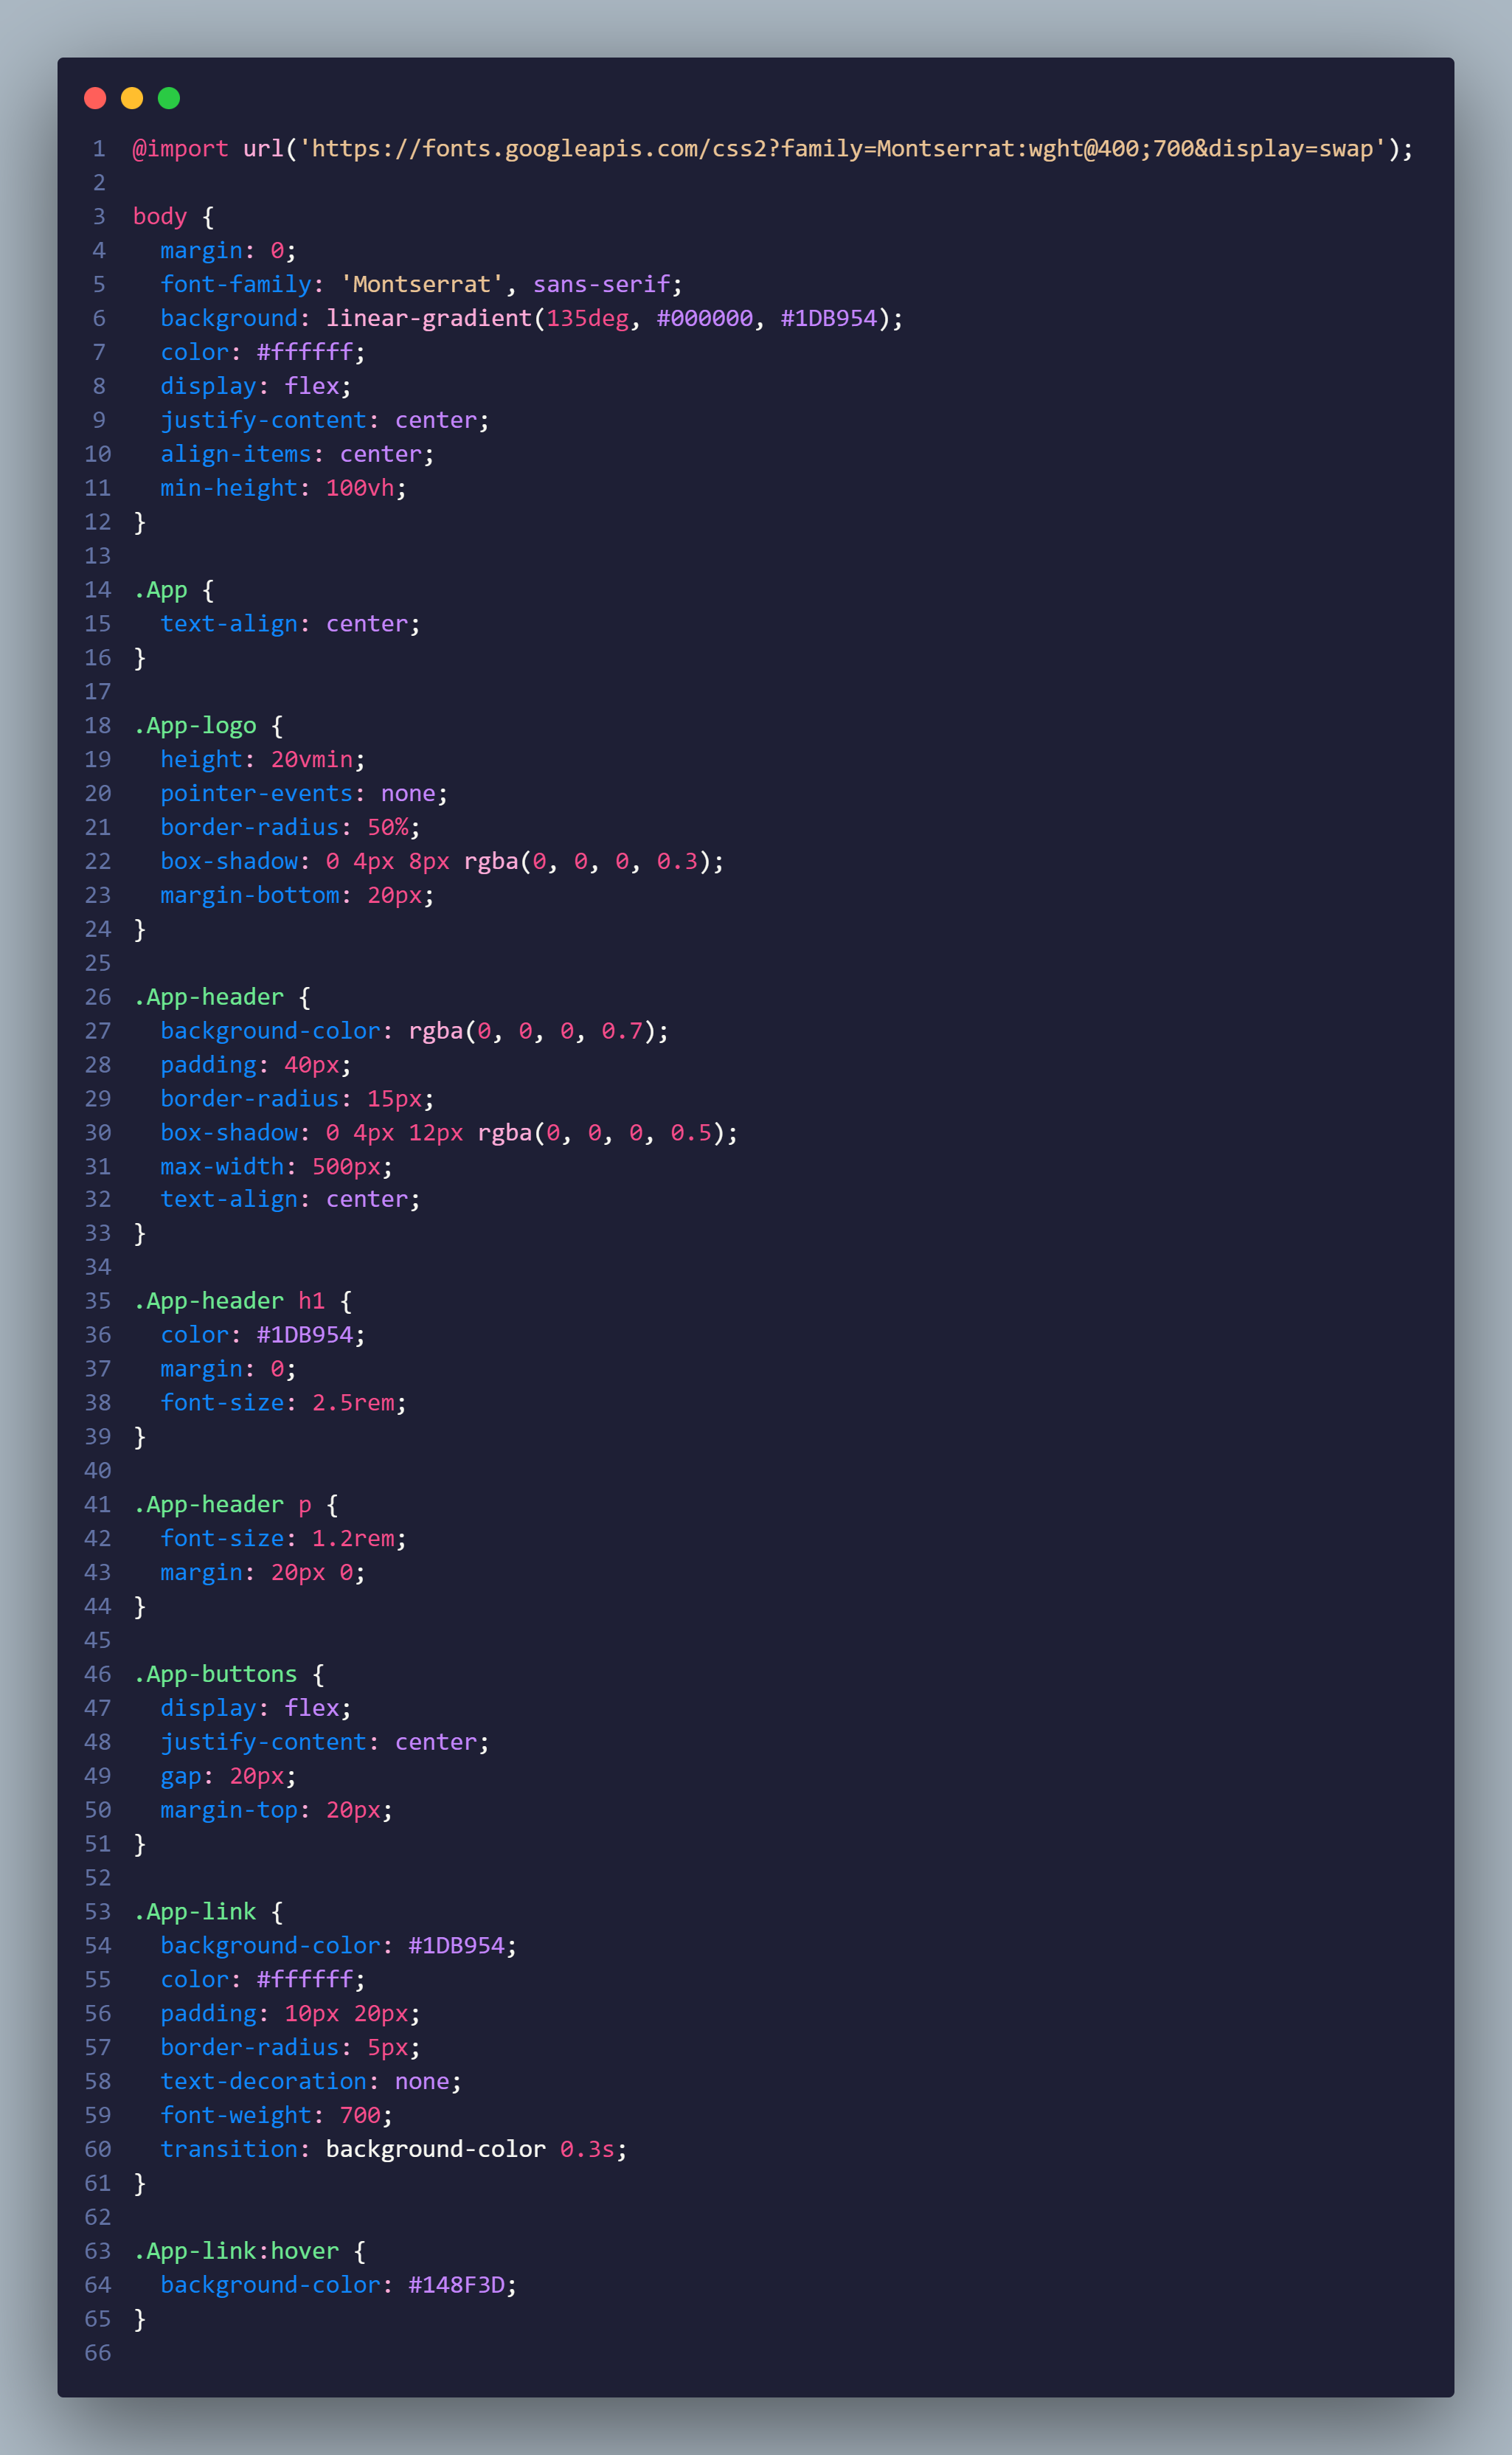 1 @import url('https://fonts.googleapis.com/css2?family=Montserrat:wght@400;700&display=swap');
2
3 body {
4   margin: 0;
5   font-family: 'Montserrat', sans-serif;
6   background: linear-gradient(135deg, #000000, #1DB954);
7   color: #ffffff;
8   display: flex;
9   justify-content: center;
10   align-items: center;
11   min-height: 100vh;
12 }
13
14 .App {
15   text-align: center;
16 }
17
18 .App-logo {
19   height: 20vmin;
20   pointer-events: none;
21   border-radius: 50%;
22   box-shadow: 0 4px 8px rgba(0, 0, 0, 0.3);
23   margin-bottom: 20px;
24 }
25
26 .App-header {
27   background-color: rgba(0, 0, 0, 0.7);
28   padding: 40px;
29   border-radius: 15px;
30   box-shadow: 0 4px 12px rgba(0, 0, 0, 0.5);
31   max-width: 500px;
32   text-align: center;
33 }
34
35 .App-header h1 {
36   color: #1DB954;
37   margin: 0;
38   font-size: 2.5rem;
39 }
40
41 .App-header p {
42   font-size: 1.2rem;
43   margin: 20px 0;
44 }
45
46 .App-buttons {
47   display: flex;
48   justify-content: center;
49   gap: 20px;
50   margin-top: 20px;
51 }
52
53 .App-link {
54   background-color: #1DB954;
55   color: #ffffff;
56   padding: 10px 20px;
57   border-radius: 5px;
58   text-decoration: none;
59   font-weight: 700;
60   transition: background-color 0.3s;
61 }
62
63 .App-link:hover {
64   background-color: #148F3D;
65 }
66